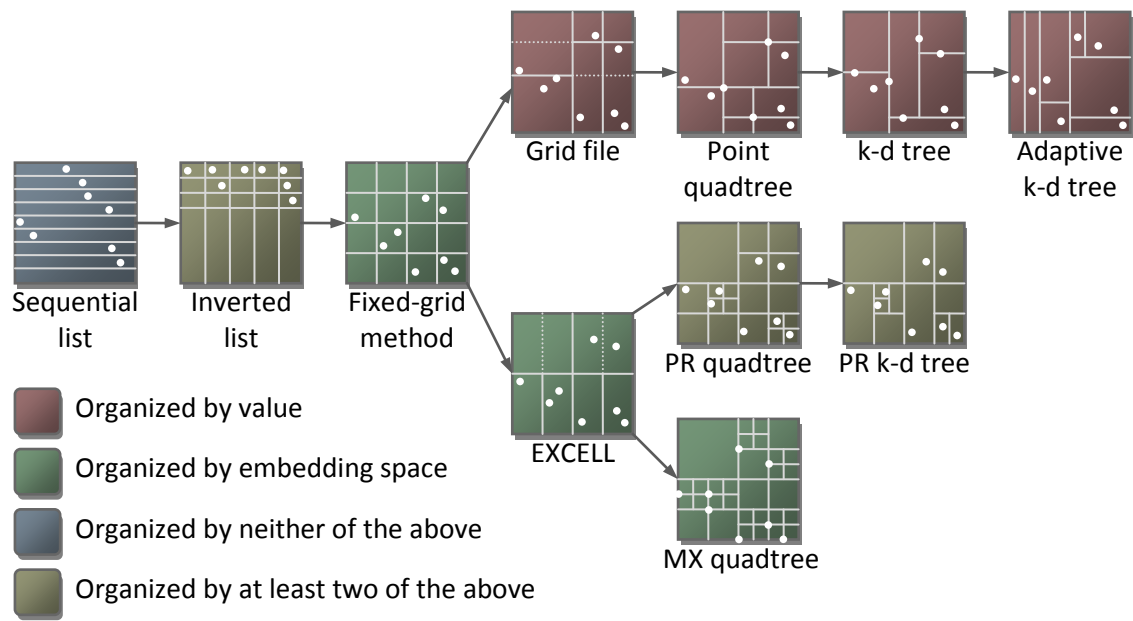 Grid file
Point
quadtree
k-d tree
Adaptive
k-d tree
Sequential
list
Inverted
list
Fixed-grid
method
PR quadtree
PR k-d tree
EXCELL
MX quadtree
Organized by value
Organized by embedding space
Organized by neither of the above
Organized by at least two of the above